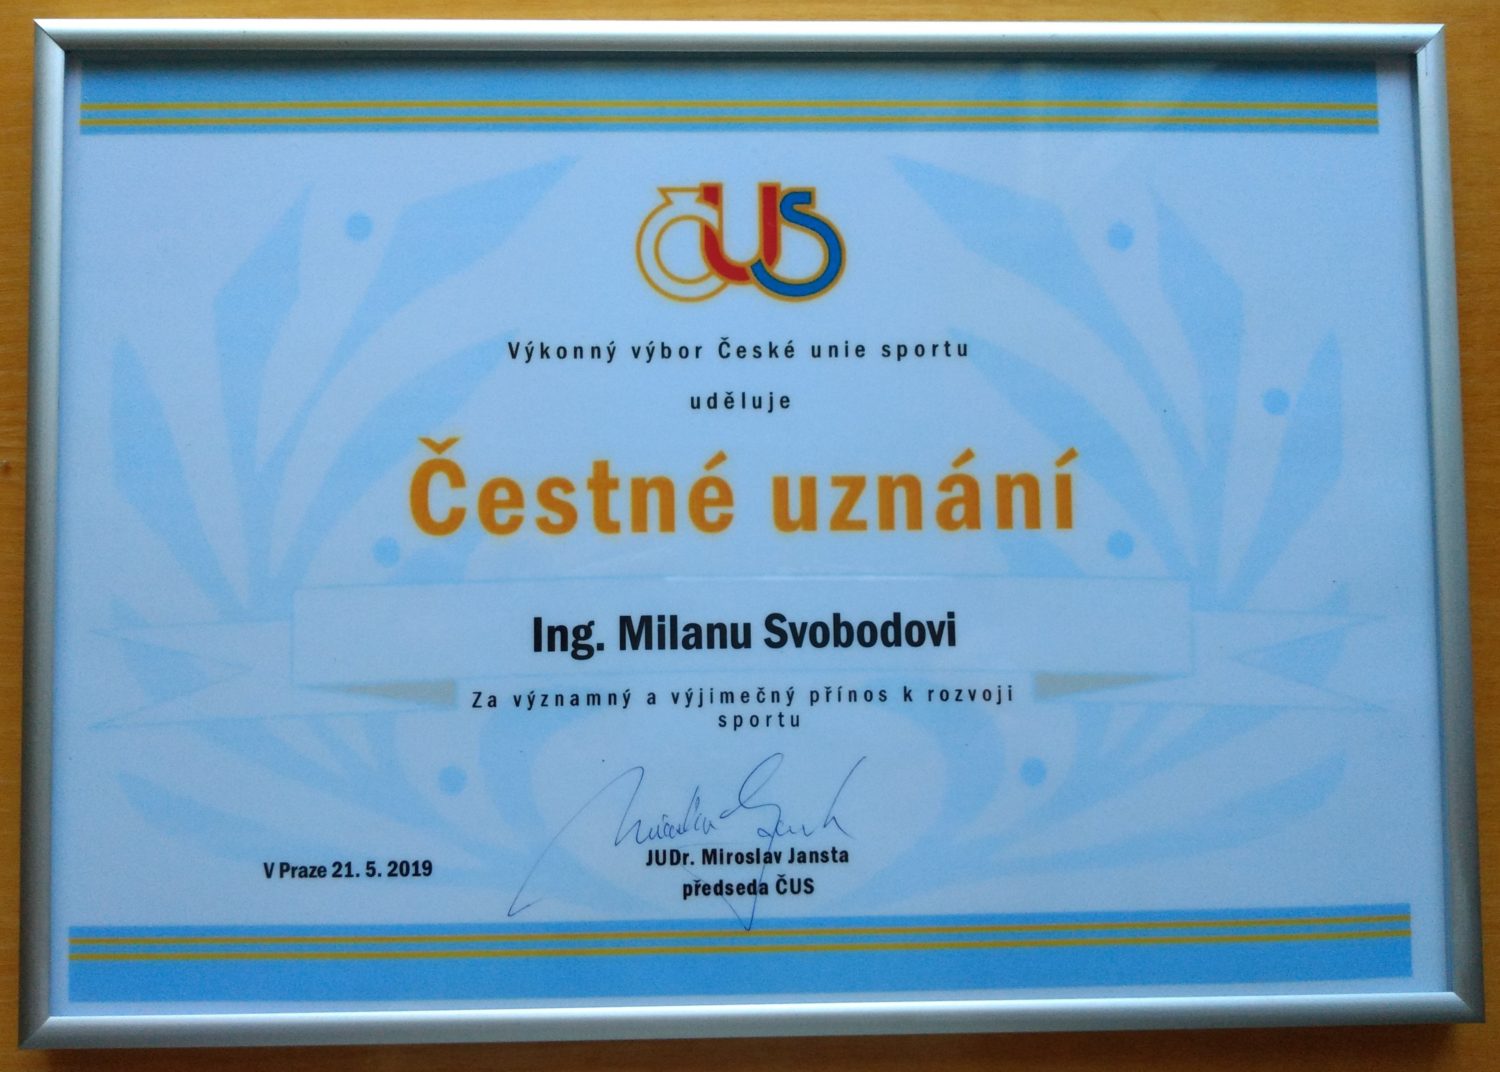 ČUS
Výkonný výbor České unie sportu
uděluje
Čestné uznání
Ing. Milanu Svobodovi
Za významný a výjimečný přínos k rozvoji
sportu
V Praze 21. 5. 2019
JUDr. Miroslav Jansta
předseda ČUS